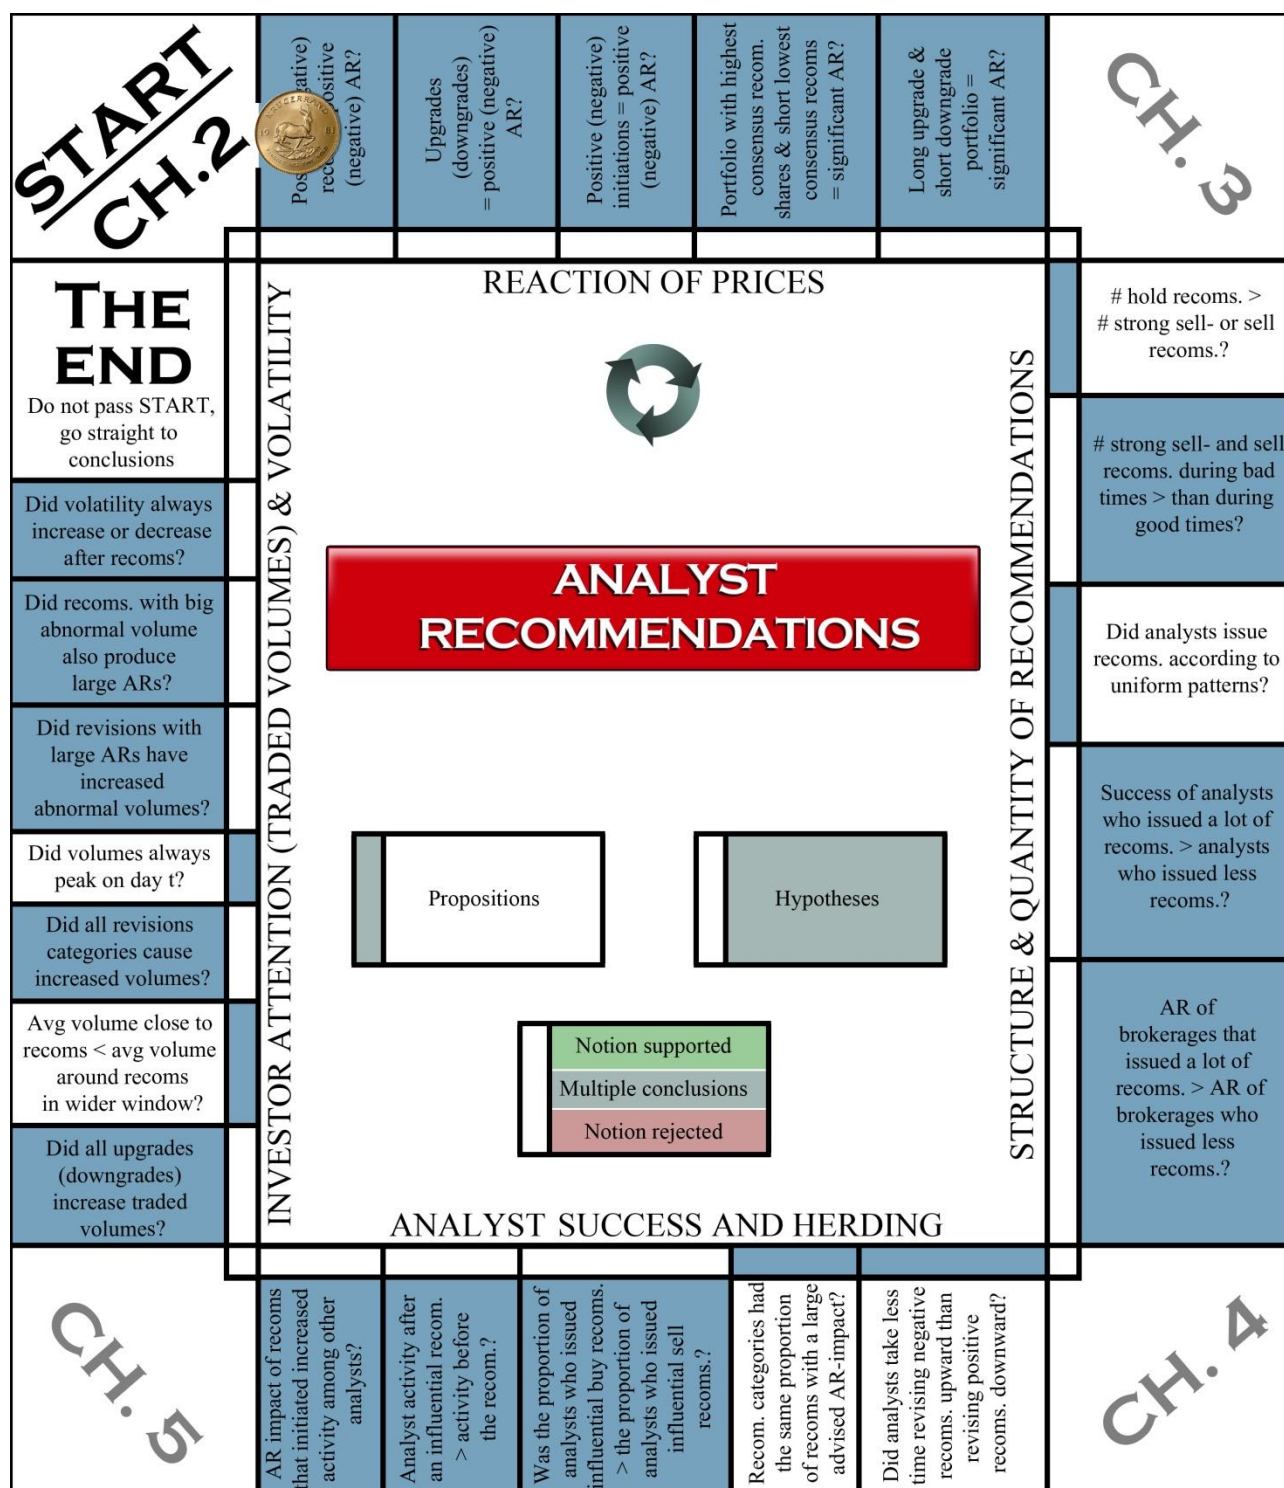 START
CH.2
Pos ative)
rec positive
(negative) AR?
Upgrades
(downgrades)
= positive (negative)
AR?
Positive (negative)
initiations = positive
(negative) AR?
Portfolio with highest
consensus recom.
shares & short lowest
consensus recoms
= significant AR?
Long upgrade &
short downgrade
portfolio =
significant AR?
CH. 3
THE
END
Do not pass START,
go straight to
conclusions
REACTION OF PRICES
# hold recoms. >
# strong sell- or sell
recoms.?
# strong sell- and sell
recoms. during bad
times > than during
good times?
Did analysts issue
recoms. according to
uniform patterns?
Success of analysts
who issued a lot of
recoms. > analysts
who issued less
recoms.?
AR of
brokerages that
issued a lot of
recoms. > AR of
brokerages who
issued less
recoms.?
STRUCTURE & QUANTITY OF RECOMMENDATIONS
ANALYST
RECOMMENDATIONS
Propositions
Hypotheses
Notion supported
Multiple conclusions
Notion rejected
INVESTOR ATTENTION (TRADED VOLUMES) & VOLATILITY
Did volatility always
increase or decrease
after recoms?
Did recoms. with big
abnormal volume
also produce
large ARs?
Did revisions with
large ARs have
increased
abnormal volumes?
Did volumes always
peak on day t?
Did all revisions
categories cause
increased volumes?
Avg volume close to
recoms < avg volume
around recoms
in wider window?
Did all upgrades
(downgrades)
increase traded
volumes?
ANALYST SUCCESS AND HERDING
CH. 5
AR impact of recoms
that initiated increased
activity among other
analysts?
Analyst activity after
an influential recom.
> activity before
the recom.?
Was the proportion of
analysts who issued
influential buy recoms.
> the proportion of
analysts who issued
influential sell
recoms.?
Recom. categories had
the same proportion
of recoms with a large
advised AR-impact?
Did analysts take less
time revising negative
recoms. upward than
revising positive
recoms. downward?
CH. 4